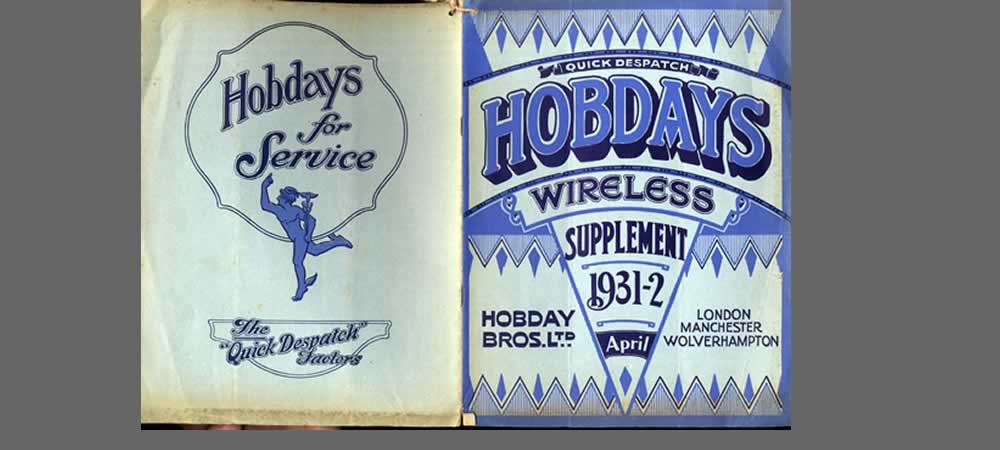 Hobdays
for
Service
The
"Quick Despatch"
Factors
QUICK DESPATCH
HOBDAYS
WIRELESS
SUPPLEMENT
1931-2
April
HOBDAY
BROS. LTD
LONDON
MANCHESTER
WOLVERHAMPTON